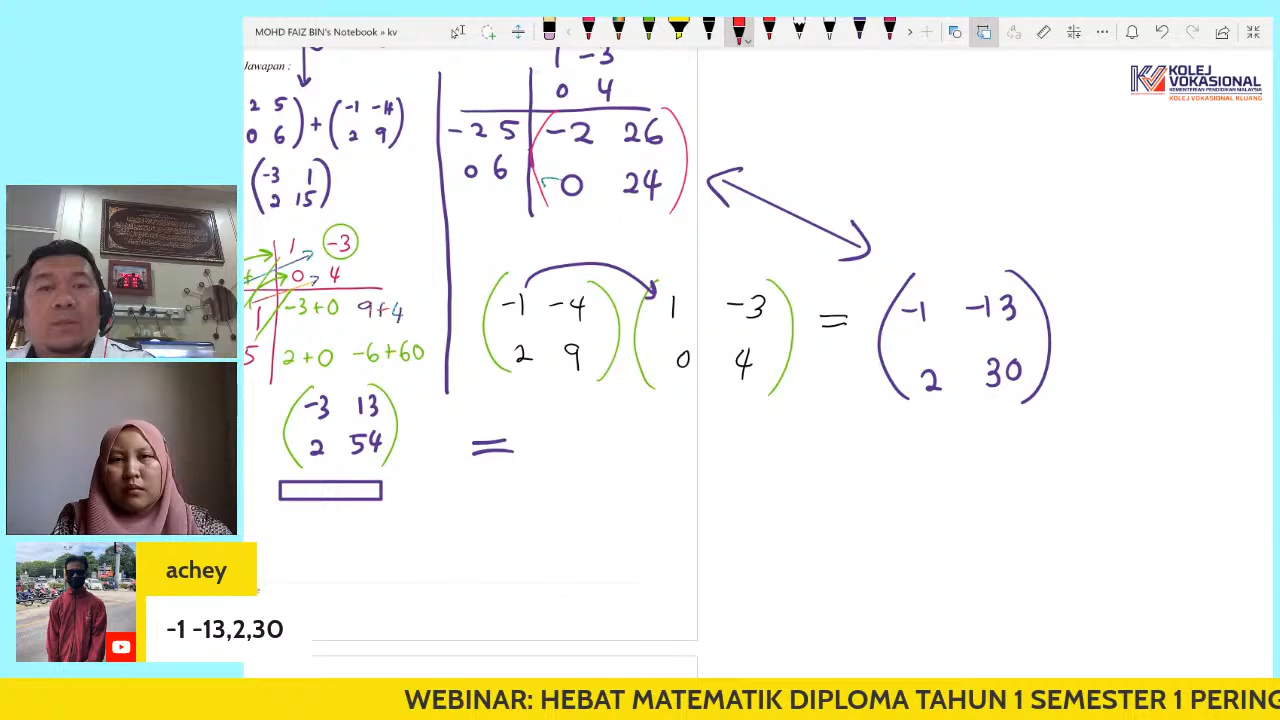 MOHD FAIZ BIN's Notebook » kv
KOLEJ
VOKASIONAL
KEMENTERIAN PENDIDIKAN MALAYSIA
KOLEJ VOKASIONAL KLUANG
Jawapan :
2 5
0 6
+
-1 -4
2 9
-3 1
2 15
1 -3
0 4
1 -3+0 9+4
5 2+0 -6+60
-3 13
2 54
1 -3
0 4
-2 5 -2 26
0 6 0 24
-1 -4 1 -3 = -1 -13
2 9 0 4 2 30
=
achey
-1 -13,2,30
WEBINAR: HEBAT MATEMATIK DIPLOMA TAHUN 1 SEMESTER 1 PERING